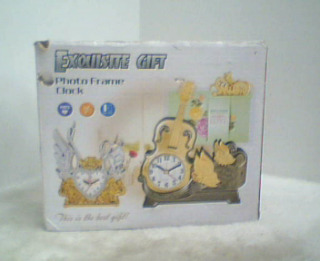 EXQUISITE GIFT
Photo Frame
Clock
This is the best gift!